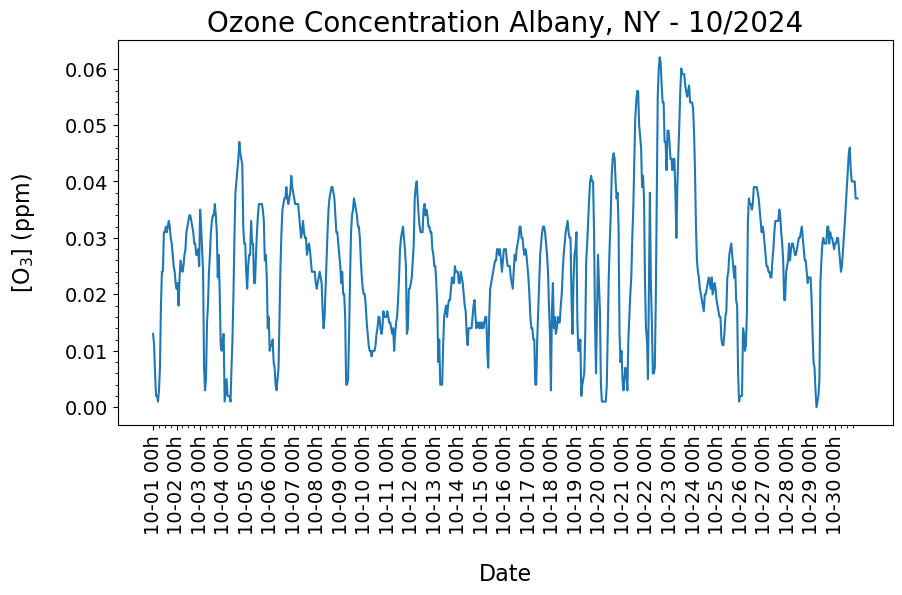 Ozone Concentration Albany, NY - 10/2024
[O₃] (ppm)
0.06
0.05
0.04
0.03
0.02
0.01
0.00
10-01 00h
10-02 00h
10-03 00h
10-04 00h
10-05 00h
10-06 00h
10-07 00h
10-08 00h
10-09 00h
10-10 00h
10-11 00h
10-12 00h
10-13 00h
10-14 00h
10-15 00h
10-16 00h
10-17 00h
10-18 00h
10-19 00h
10-20 00h
10-21 00h
10-22 00h
10-23 00h
10-24 00h
10-25 00h
10-26 00h
10-27 00h
10-28 00h
10-29 00h
10-30 00h
Date